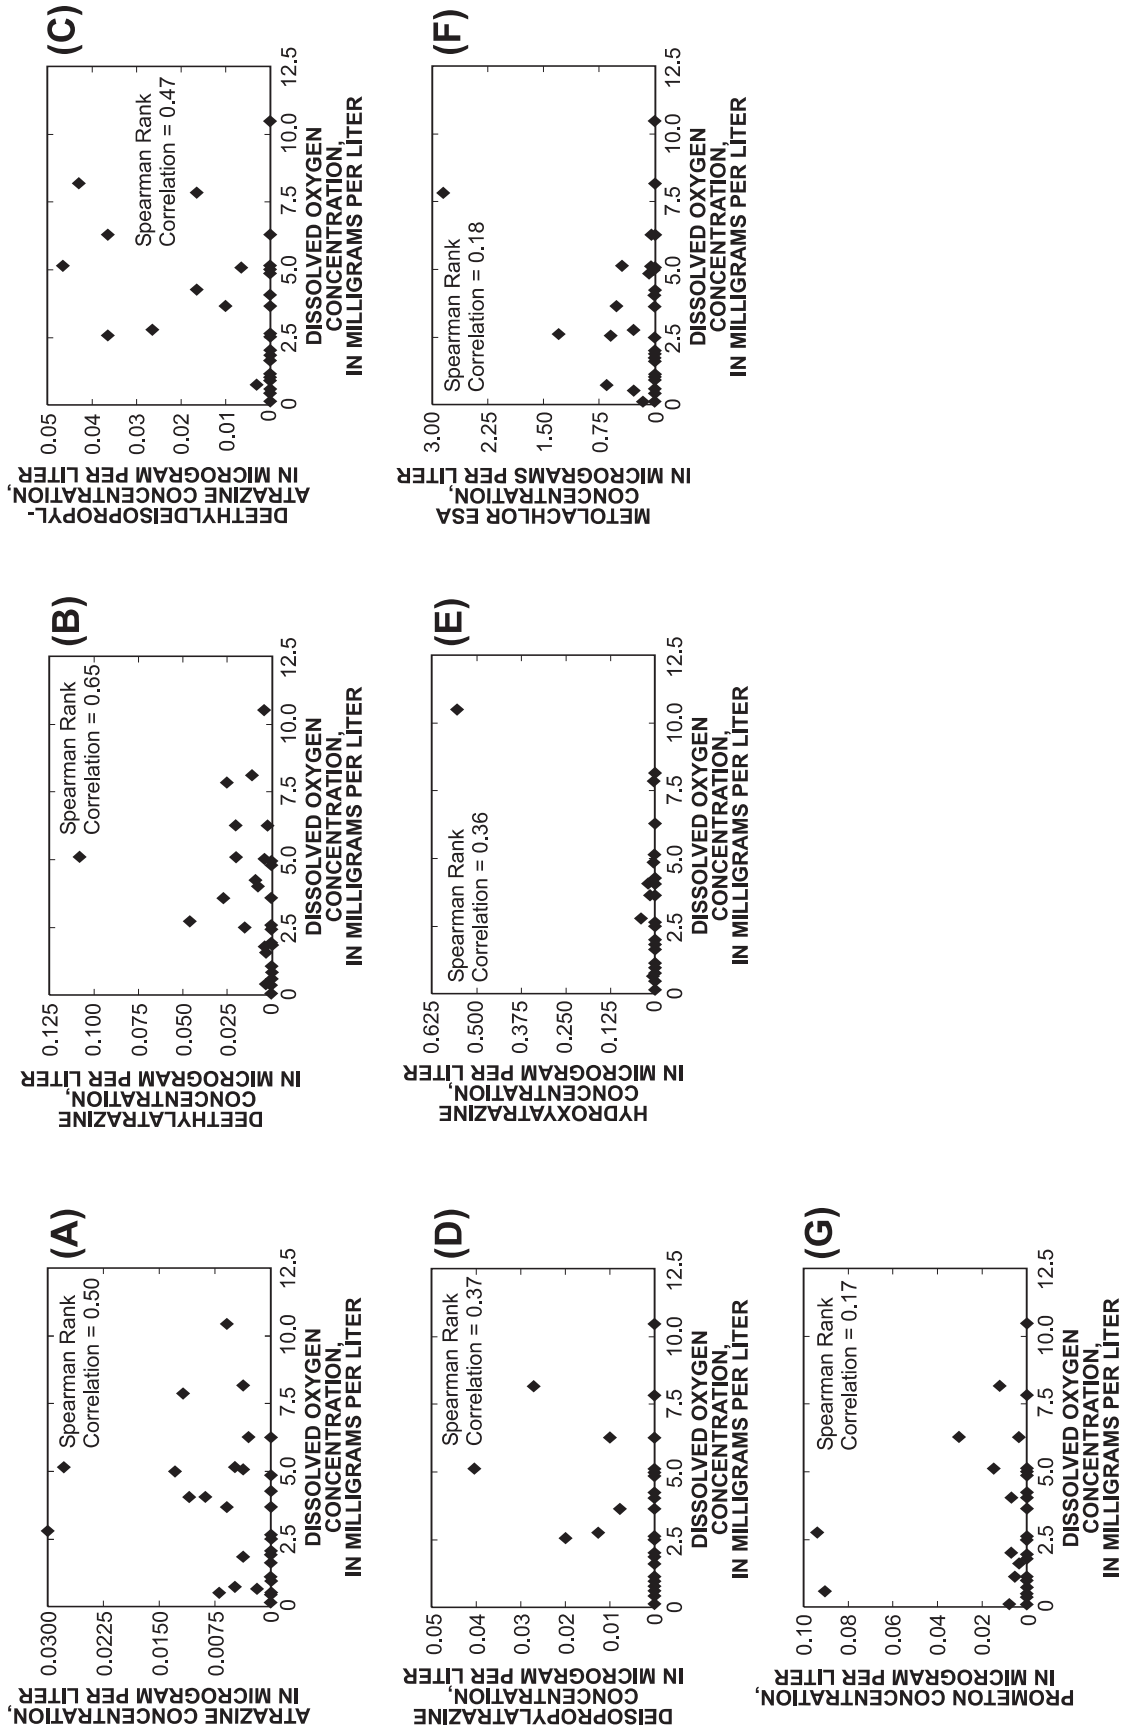 (A)
ATRAZINE CONCENTRATION,
IN MICROGRAM PER LITER
0.0300
0.0225
0.0150
0.0075
0
Spearman Rank
Correlation = 0.50
0 2.5 5.0 7.5 10.0 12.5
DISSOLVED OXYGEN
CONCENTRATION,
IN MILLIGRAMS PER LITER
(B)
DEETHYLATRAZINE
CONCENTRATION,
IN MICROGRAM PER LITER
0.125
0.100
0.050
0.025
0
Spearman Rank
Correlation = 0.65
0 2.5 5.0 7.5 10.0 12.5
DISSOLVED OXYGEN
CONCENTRATION,
IN MILLIGRAMS PER LITER
(C)
DEETHYLDEISOPROPYL-
ATRAZINE CONCENTRATION,
IN MICROGRAM PER LITER
0.05
0.04
0.03
0.02
0.01
0
Spearman Rank
Correlation = 0.47
0 2.5 5.0 7.5 10.0 12.5
DISSOLVED OXYGEN
CONCENTRATION,
IN MILLIGRAMS PER LITER
(D)
DEISOPROPYLATRAZINE
CONCENTRATION,
IN MICROGRAM PER LITER
0.05
0.04
0.03
0.02
0.01
0
Spearman Rank
Correlation = 0.37
0 2.5 5.0 7.5 10.0 12.5
DISSOLVED OXYGEN
CONCENTRATION,
IN MILLIGRAMS PER LITER
(E)
HYDROXYATRAZINE
CONCENTRATION,
IN MICROGRAM PER LITER
0.625
0.500
0.375
0.250
0.125
0
Spearman Rank
Correlation = 0.36
0 2.5 5.0 7.5 10.0 12.5
DISSOLVED OXYGEN
CONCENTRATION,
IN MILLIGRAMS PER LITER
(F)
METOLACHLOR ESA
CONCENTRATION,
IN MICROGRAMS PER LITER
3.00
2.25
1.50
0.75
0
Spearman Rank
Correlation = 0.18
0 2.5 5.0 7.5 10.0 12.5
DISSOLVED OXYGEN
CONCENTRATION,
IN MILLIGRAMS PER LITER
(G)
PROMETON CONCENTRATION,
IN MICROGRAM PER LITER
0.10
0.08
0.06
0.04
0.02
0
Spearman Rank
Correlation = 0.17
0 2.5 5.0 7.5 10.0 12.5
DISSOLVED OXYGEN
CONCENTRATION,
IN MILLIGRAMS PER LITER